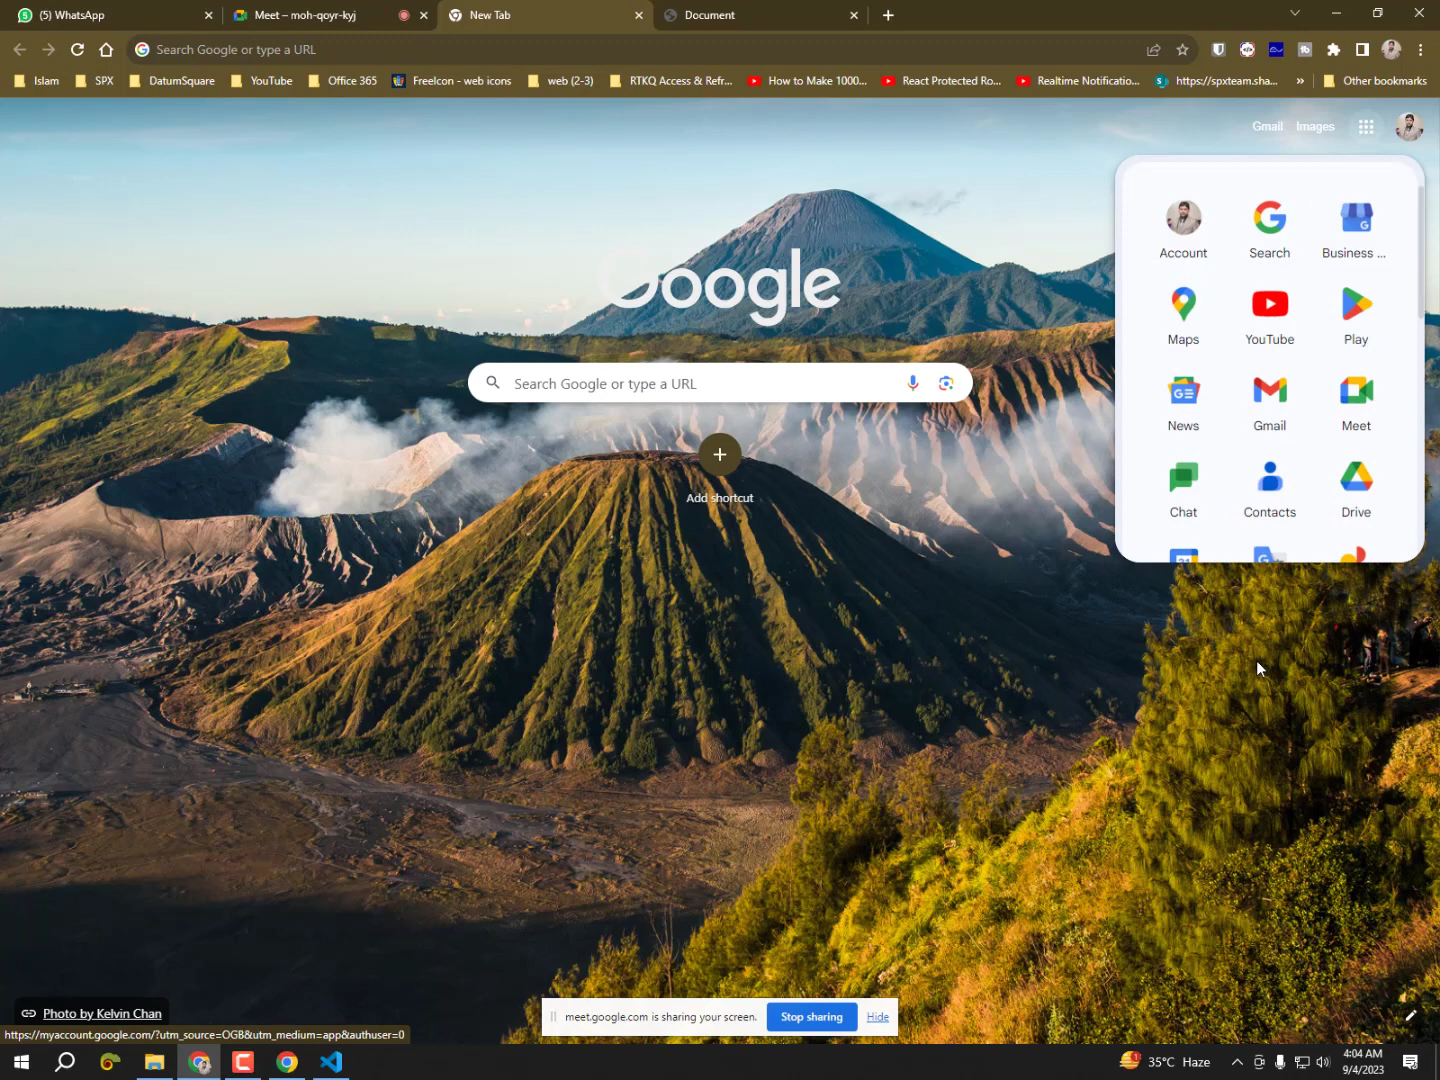 (5) WhatsApp
Meet – moh-qoyr-kyj
New Tab
Document
Search Google or type a URL
Islam
SPX
DatumSquare
YouTube
Office 365
FreeIcon - web icons
web (2-3)
RTKQ Access & Refr...
How to Make 1000...
React Protected Ro...
Realtime Notificatio...
https://spxteam.sha...
»
Other bookmarks
Gmail
Images
Google
Search Google or type a URL
Add shortcut
Account
Search
Business ...
Maps
YouTube
Play
News
Gmail
Meet
Chat
Contacts
Drive
Photo by Kelvin Chan
meet.google.com is sharing your screen.
Stop sharing
Hide
https://myaccount.google.com/?utm_source=OGB&utm_medium=app&authuser=0
35°C Haze
4:04 AM
9/4/2023